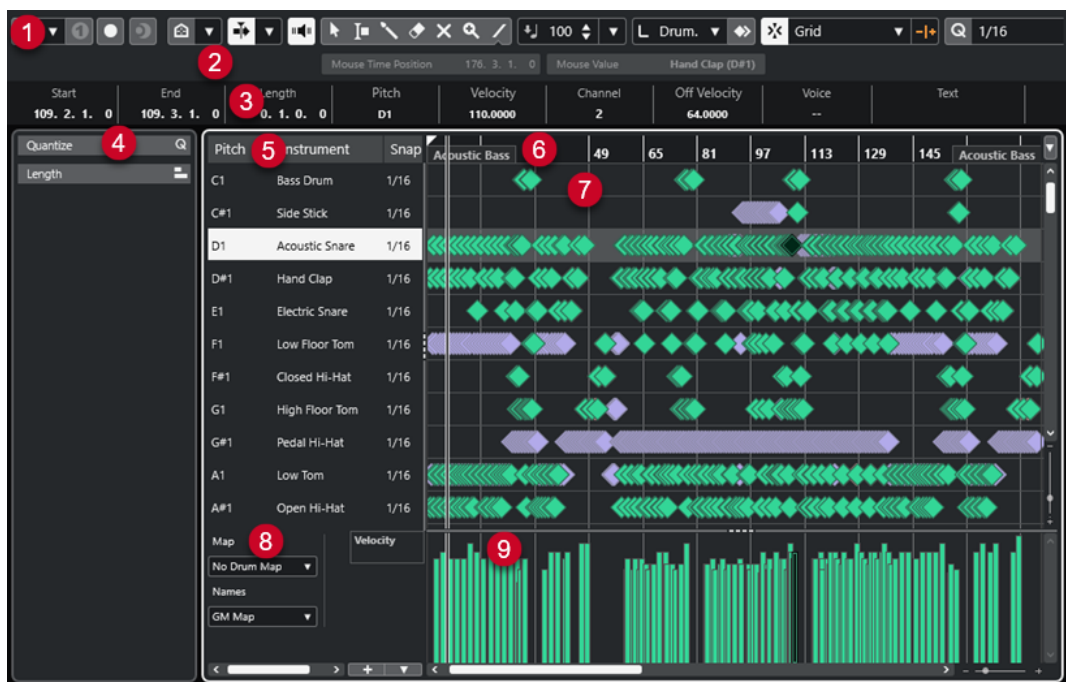 1 1 100 L Drum. Grid Q 1/16
2 Mouse Time Position 176. 3. 1. 0 Mouse Value Hand Clap (D#1)
Start End Length Pitch Velocity Channel Off Velocity Voice Text
3
109. 2. 1. 0 109. 3. 1. 0 0. 1. 0. 0 D1 110.0000 2 64.0000 --
Quantize 4 Q
Length
Pitch 5 Instrument Snap
Acoustic Bass 6 49 65 81 97 113 129 145 Acoustic Bass
7
C1 Bass Drum 1/16
C#1 Side Stick 1/16
D1 Acoustic Snare 1/16
D#1 Hand Clap 1/16
E1 Electric Snare 1/16
F1 Low Floor Tom 1/16
F#1 Closed Hi-Hat 1/16
G1 High Floor Tom 1/16
G#1 Pedal Hi-Hat 1/16
A1 Low Tom 1/16
A#1 Open Hi-Hat 1/16
Map 8 Velocity 9
No Drum Map
Names
GM Map